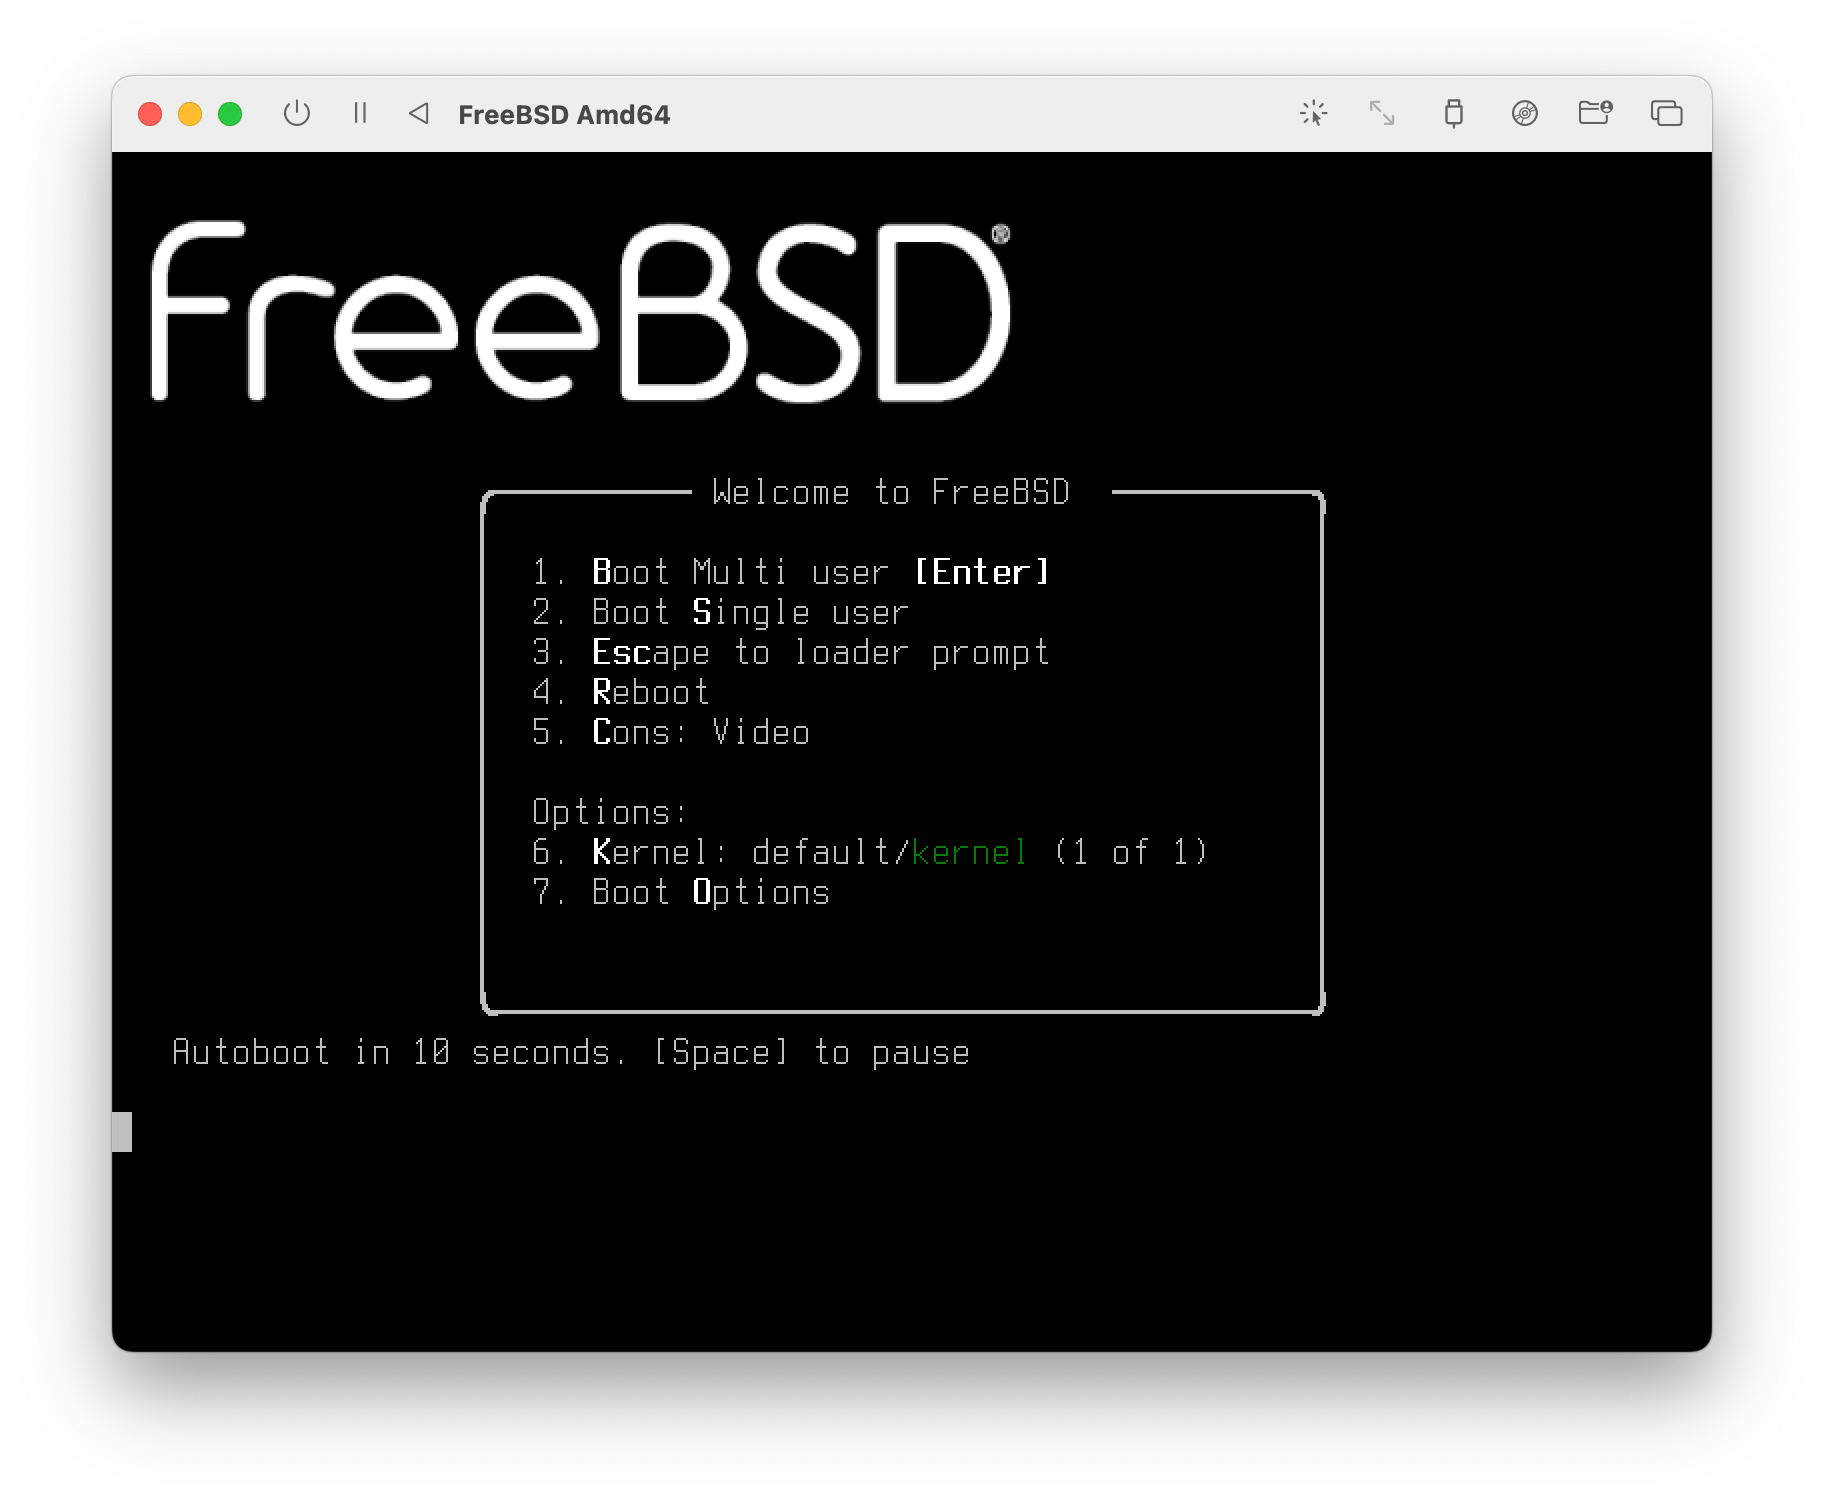 FreeBSD Amd64
FreeBSD®
Welcome to FreeBSD
1. Boot Multi user [Enter]
2. Boot Single user
3. Escape to loader prompt
4. Reboot
5. Cons: Video
Options:
6. Kernel: default/kernel (1 of 1)
7. Boot Options
Autoboot in 10 seconds. [Space] to pause